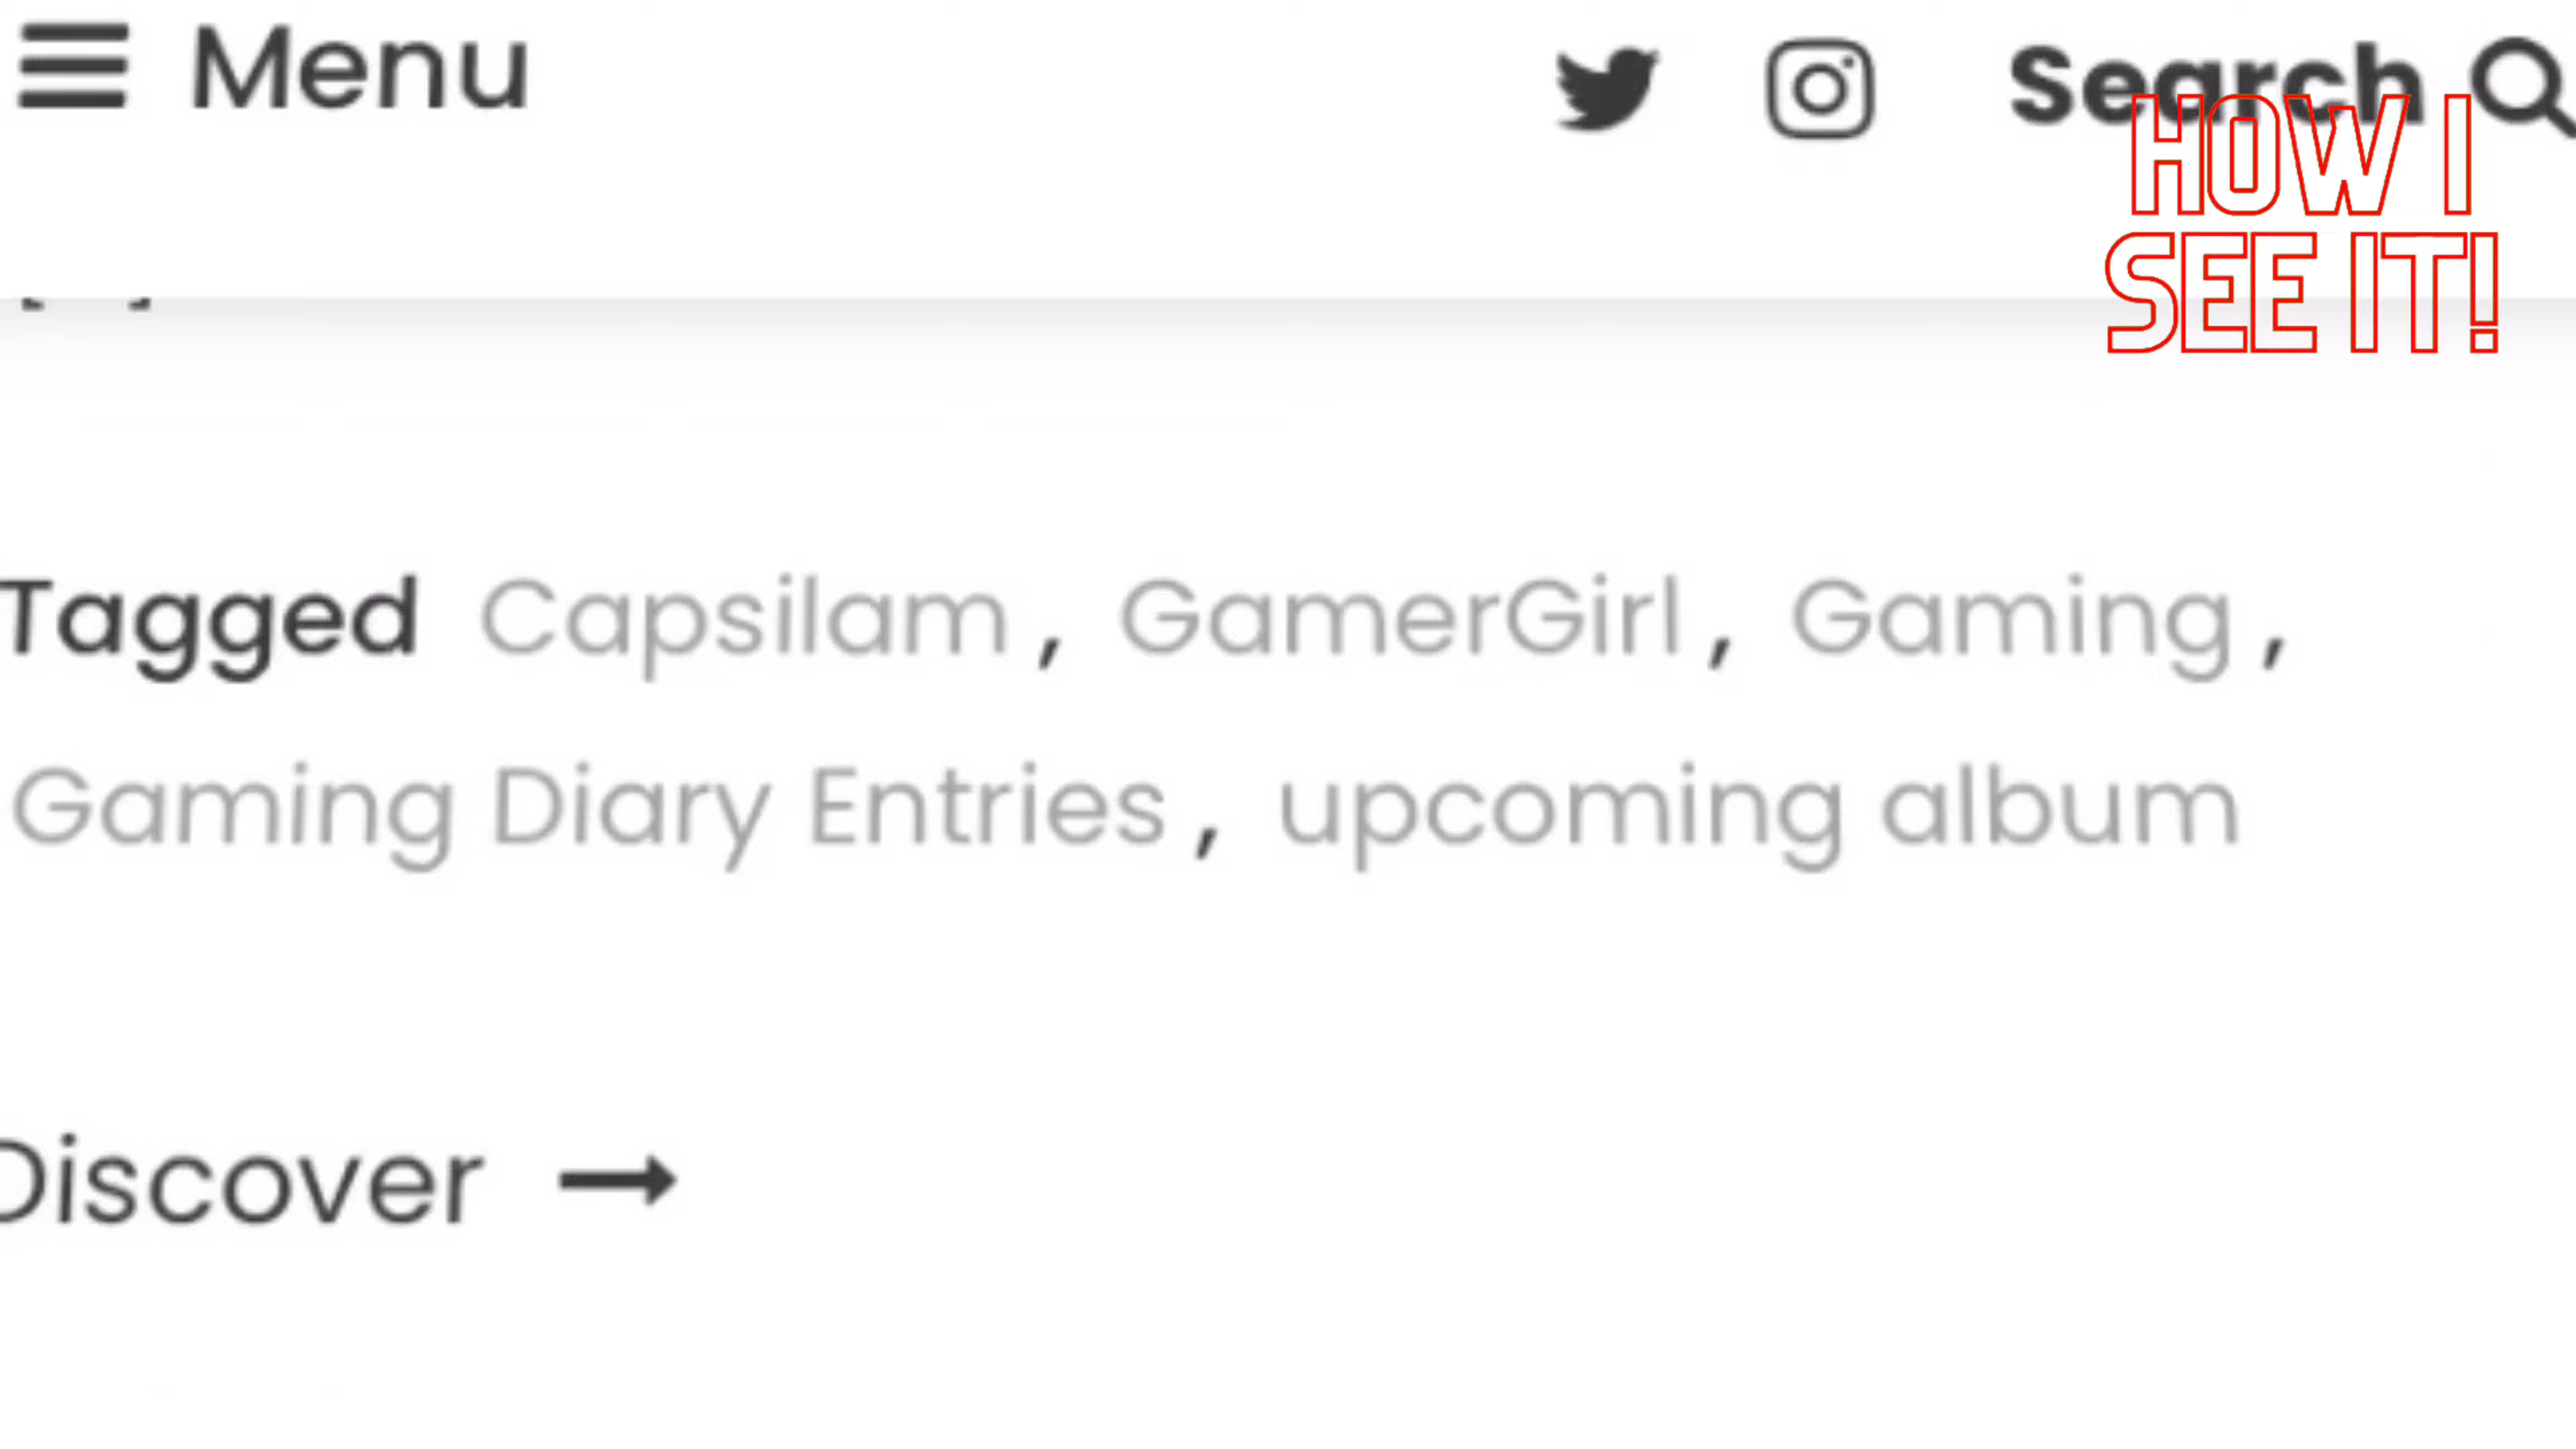 Menu Search
HOW I
SEE IT!
Tagged Capsilam , GamerGirl , Gaming ,
Gaming Diary Entries , upcoming album
Discover →